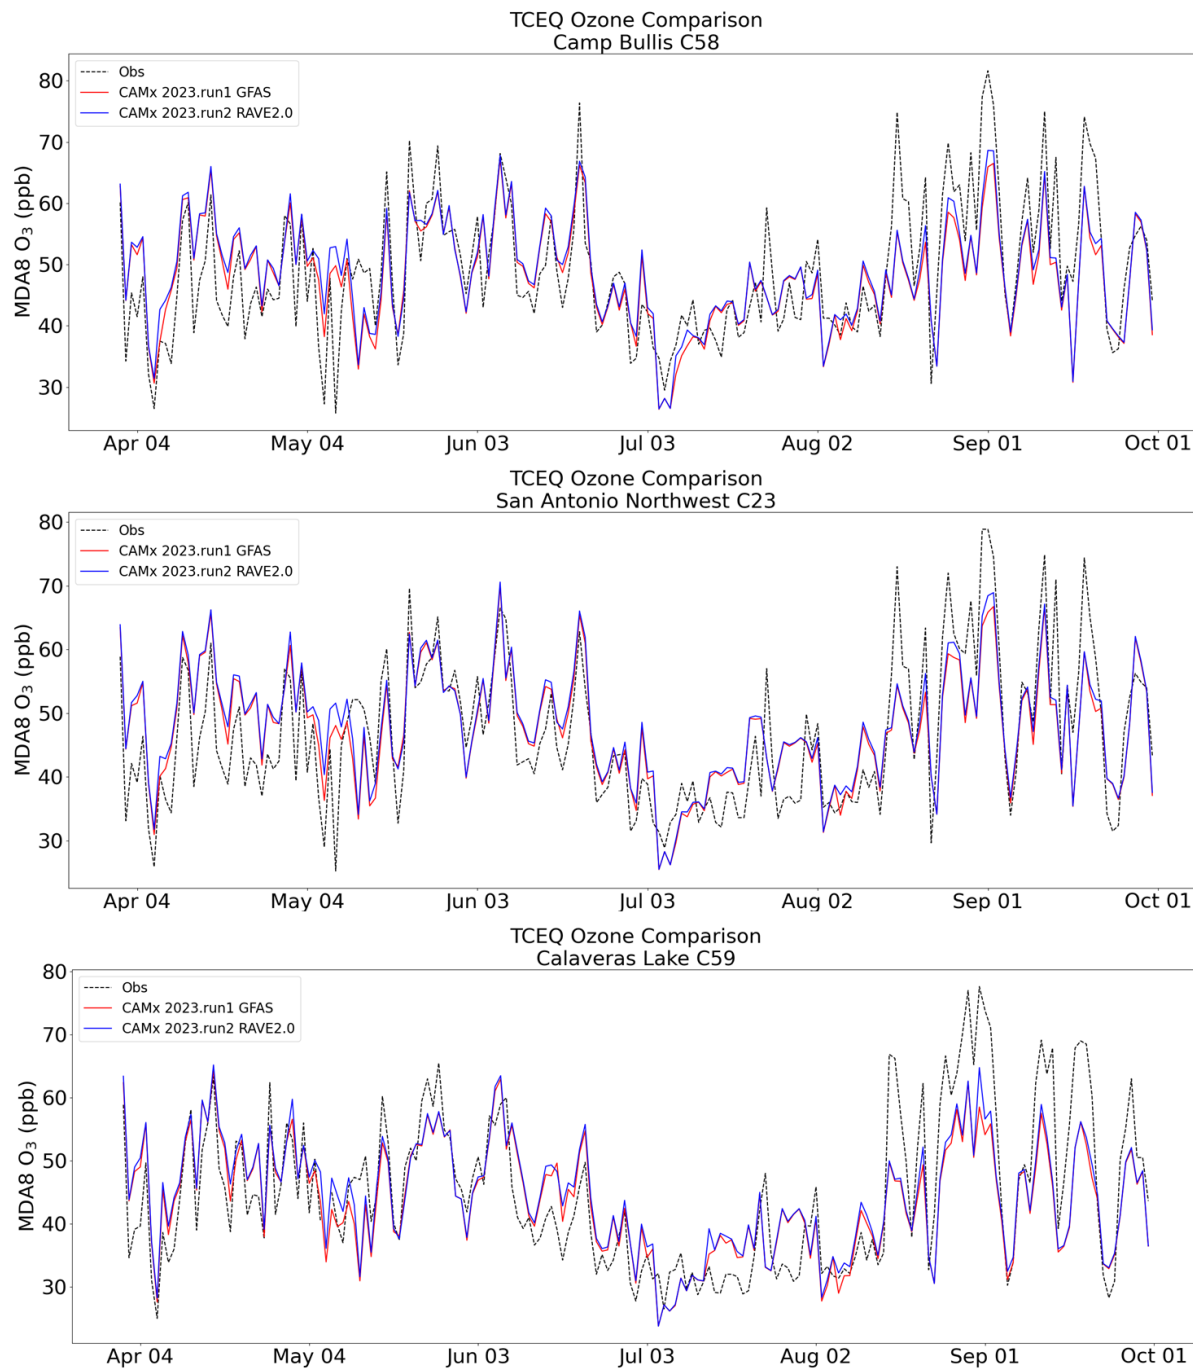 TCEQ Ozone Comparison
Camp Bullis C58
Obs
CAMx 2023.run1 GFAS
CAMx 2023.run2 RAVE2.0
MDA8 O3 (ppb)
80
70
60
50
40
30
Apr 04 May 04 Jun 03 Jul 03 Aug 02 Sep 01 Oct 01
TCEQ Ozone Comparison
San Antonio Northwest C23
Obs
CAMx 2023.run1 GFAS
CAMx 2023.run2 RAVE2.0
MDA8 O3 (ppb)
80
70
60
50
40
30
Apr 04 May 04 Jun 03 Jul 03 Aug 02 Sep 01 Oct 01
TCEQ Ozone Comparison
Calaveras Lake C59
Obs
CAMx 2023.run1 GFAS
CAMx 2023.run2 RAVE2.0
MDA8 O3 (ppb)
80
70
60
50
40
30
Apr 04 May 04 Jun 03 Jul 03 Aug 02 Sep 01 Oct 01